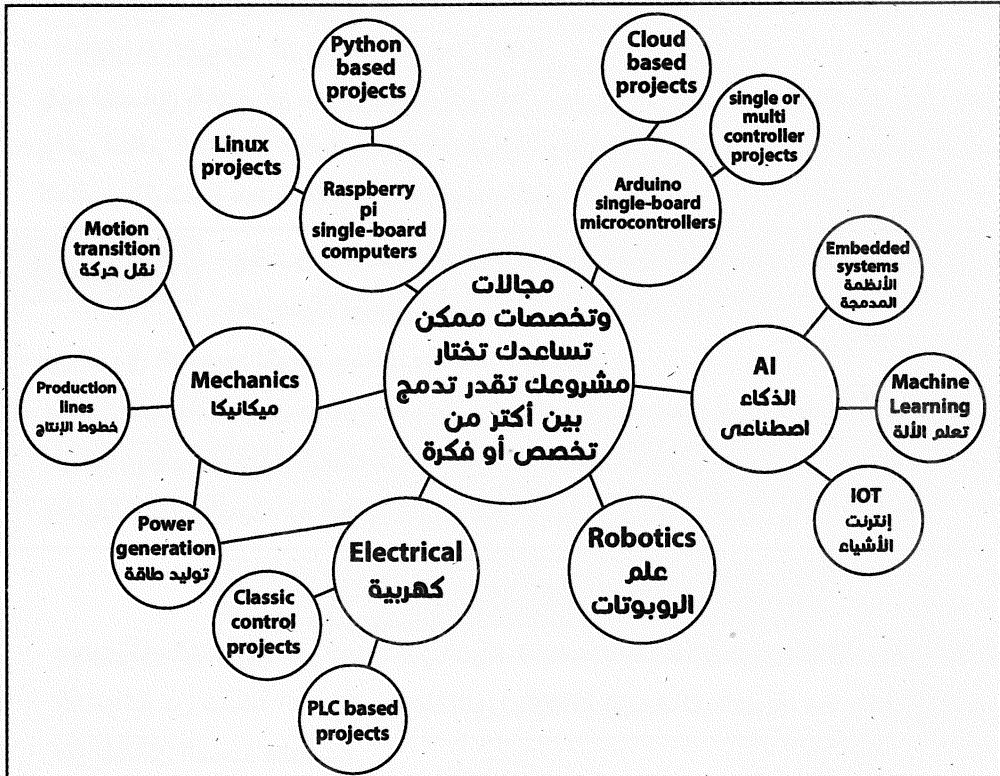 Python
based
projects
Cloud
based
projects
single or
multi
controller
projects
Linux
projects
Raspberry
pi
single-board
computers
Arduino
single-board
microcontrollers
Motion
transition
نقل حركة
Embedded
systems
الأنظمة
المدمجة
مجالات
وتخصصات ممكن
تساعدك تختار
مشروعك تقدر تدمج
بين أكتر من
تخصص أو فكرة
Mechanics
ميكانيكا
AI
الذكاء
اصطناعى
Production
lines
خطوط الإنتاج
Machine
Learning
تعلم الألة
Power
generation
توليد طاقة
IOT
إنترنت
الأشياء
Electrical
كهربية
Robotics
علم
الروبوتات
Classic
control
projects
PLC based
projects